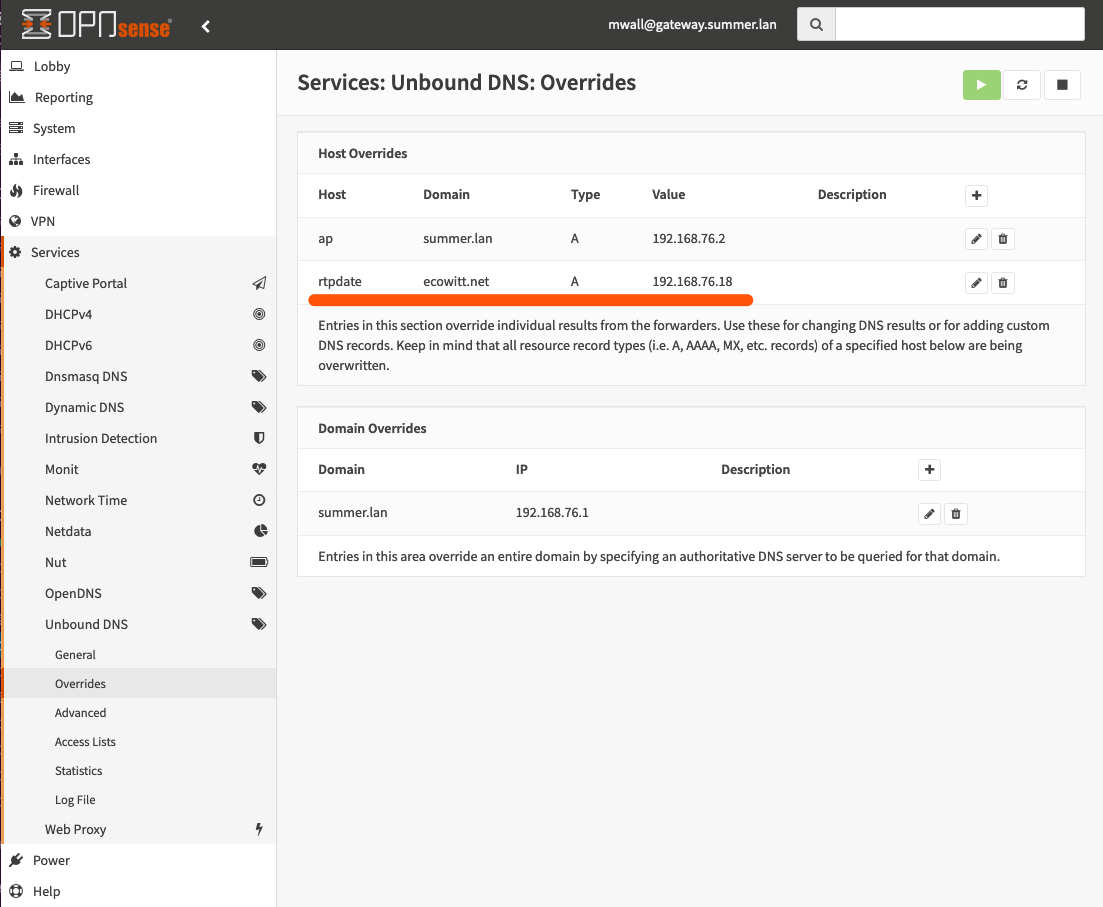 OPNsense®
mwall@gateway.summer.lan
Lobby
Reporting
System
Interfaces
Firewall
VPN
Services
Captive Portal
DHCPv4
DHCPv6
Dnsmasq DNS
Dynamic DNS
Intrusion Detection
Monit
Network Time
Netdata
Nut
OpenDNS
Unbound DNS
General
Overrides
Advanced
Access Lists
Statistics
Log File
Web Proxy
Power
Help
Services: Unbound DNS: Overrides
Host Overrides
Host Domain Type Value Description
ap summer.lan A 192.168.76.2
rtpdate ecowitt.net A 192.168.76.18
Entries in this section override individual results from the forwarders. Use these for changing DNS results or for adding custom
DNS records. Keep in mind that all resource record types (i.e. A, AAAA, MX, etc. records) of a specified host below are being
overwritten.
Domain Overrides
Domain IP Description
summer.lan 192.168.76.1
Entries in this area override an entire domain by specifying an authoritative DNS server to be queried for that domain.